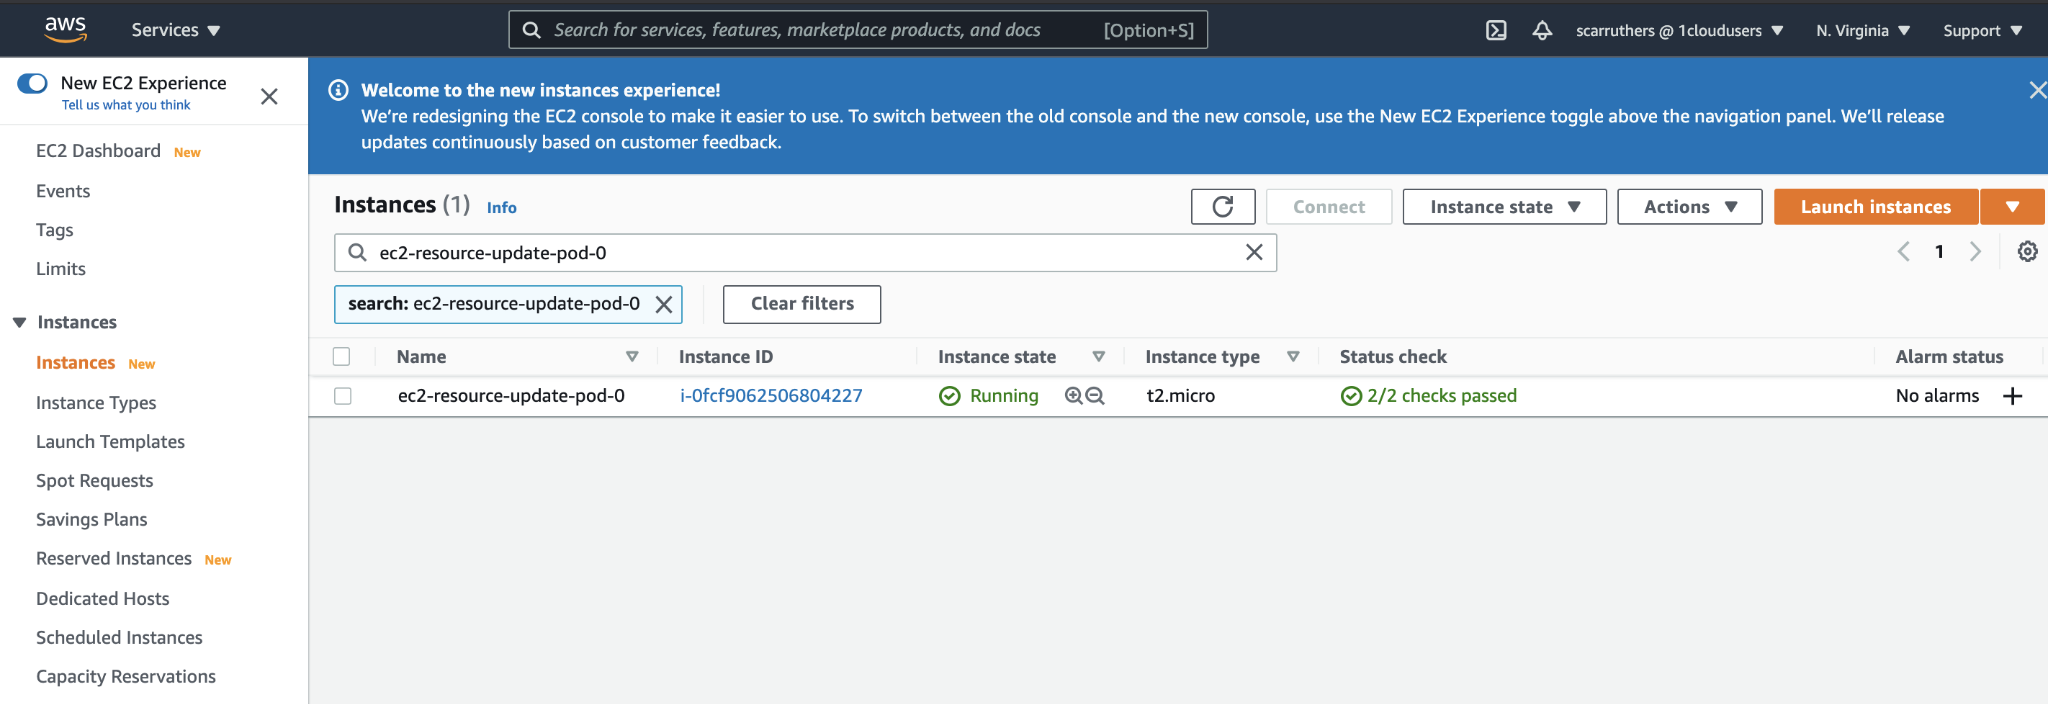 aws
Services
Search for services, features, marketplace products, and docs
[Option+S]
scarruthers @ 1cloudusers
N. Virginia
Support
New EC2 Experience
Tell us what you think
EC2 Dashboard New
Events
Tags
Limits
Instances
Instances New
Instance Types
Launch Templates
Spot Requests
Savings Plans
Reserved Instances New
Dedicated Hosts
Scheduled Instances
Capacity Reservations
Welcome to the new instances experience!
We're redesigning the EC2 console to make it easier to use. To switch between the old console and the new console, use the New EC2 Experience toggle above the navigation panel. We'll release
updates continuously based on customer feedback.
Instances (1) Info
Connect
Instance state
Actions
Launch instances
ec2-resource-update-pod-0
1
search: ec2-resource-update-pod-0
Clear filters
Name Instance ID Instance state Instance type Status check Alarm status
ec2-resource-update-pod-0 i-0fcf9062506804227 Running t2.micro 2/2 checks passed No alarms